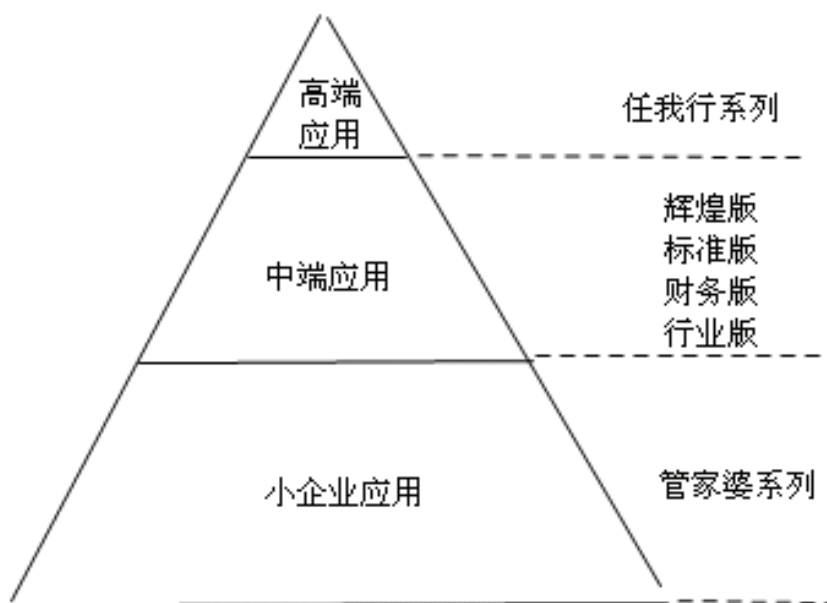 高端
应用
任我行系列
辉煌版
标准版
中端应用
财务版
行业版
小企业应用
管家婆系列